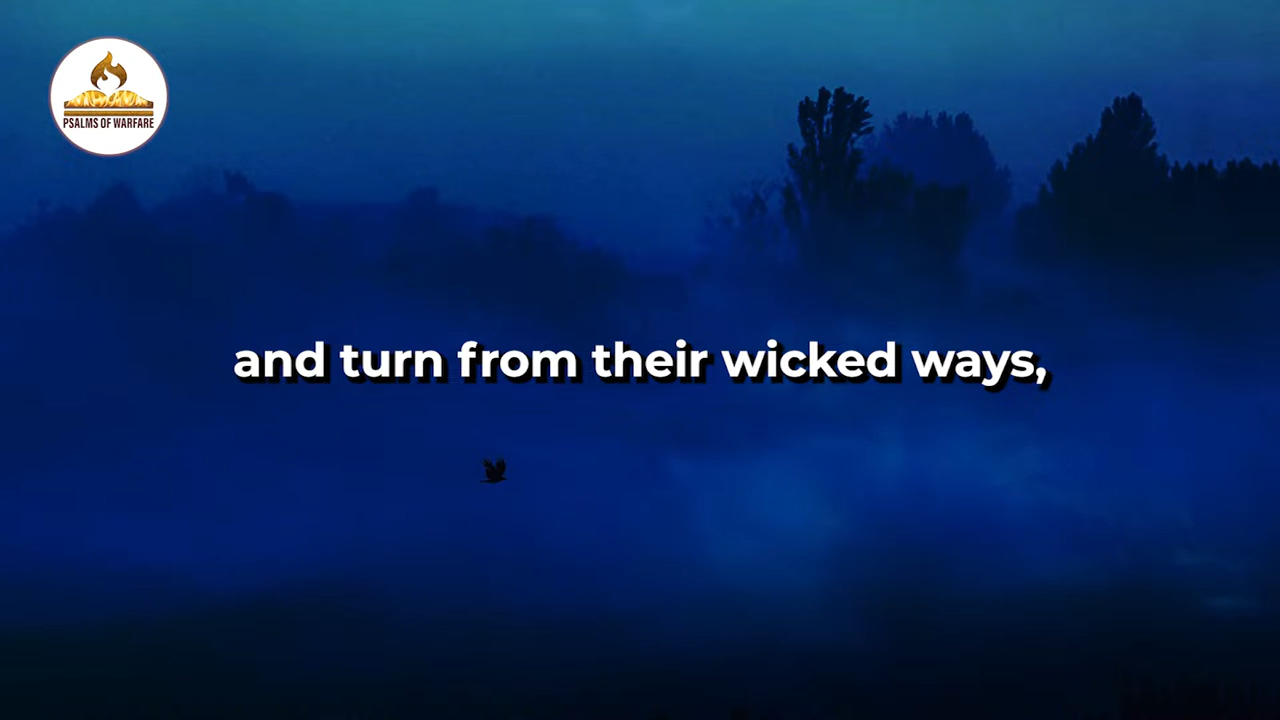 PSALMS OF WARFARE
and turn from their wicked ways,